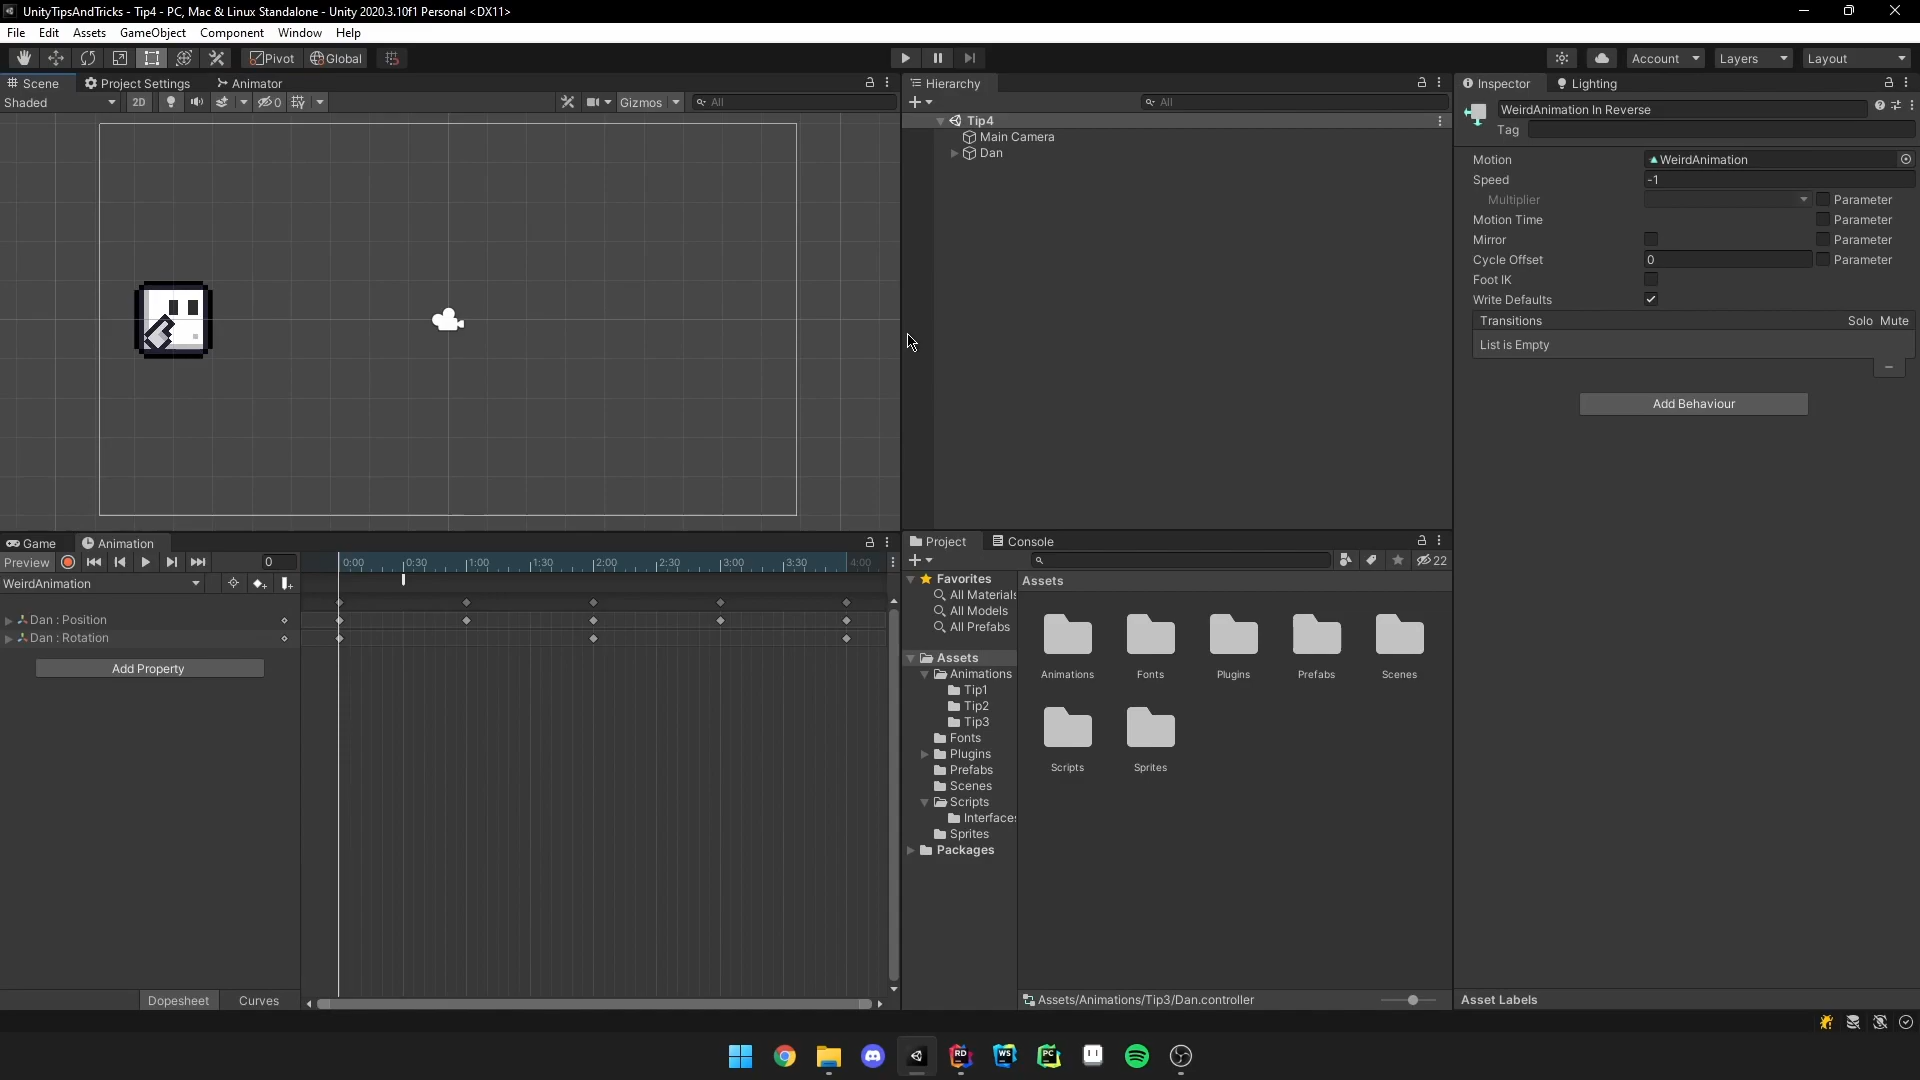 UnityTipsAndTricks - Tip4 - PC, Mac & Linux Standalone - Unity 2020.3.10f1 Personal <DX11>
File Edit Assets GameObject Component Window Help
Pivot Global
Account Layers Layout
Scene Project Settings Animator
Shaded 2D 0 Gizmos All
Hierarchy
All
Tip4
Main Camera
Dan
Inspector Lighting
WeirdAnimation In Reverse
Tag
Motion WeirdAnimation
Speed -1
Multiplier Parameter
Motion Time Parameter
Mirror Parameter
Cycle Offset 0 Parameter
Foot IK
Write Defaults
Transitions Solo Mute
List is Empty
Add Behaviour
Game Animation
Preview 0
0:00 0:30 1:00 1:30 2:00 2:30 3:00 3:30 4:00
WeirdAnimation
Dan : Position
Dan : Rotation
Add Property
Dopesheet Curves
Project Console
22
Favorites
All Materials
All Models
All Prefabs
Assets
Animations
Tip1
Tip2
Tip3
Fonts
Plugins
Prefabs
Scenes
Scripts
Interfaces
Sprites
Packages
Assets
Animations Fonts Plugins Prefabs Scenes
Scripts Sprites
Assets/Animations/Tip3/Dan.controller
Asset Labels
RD WS PC